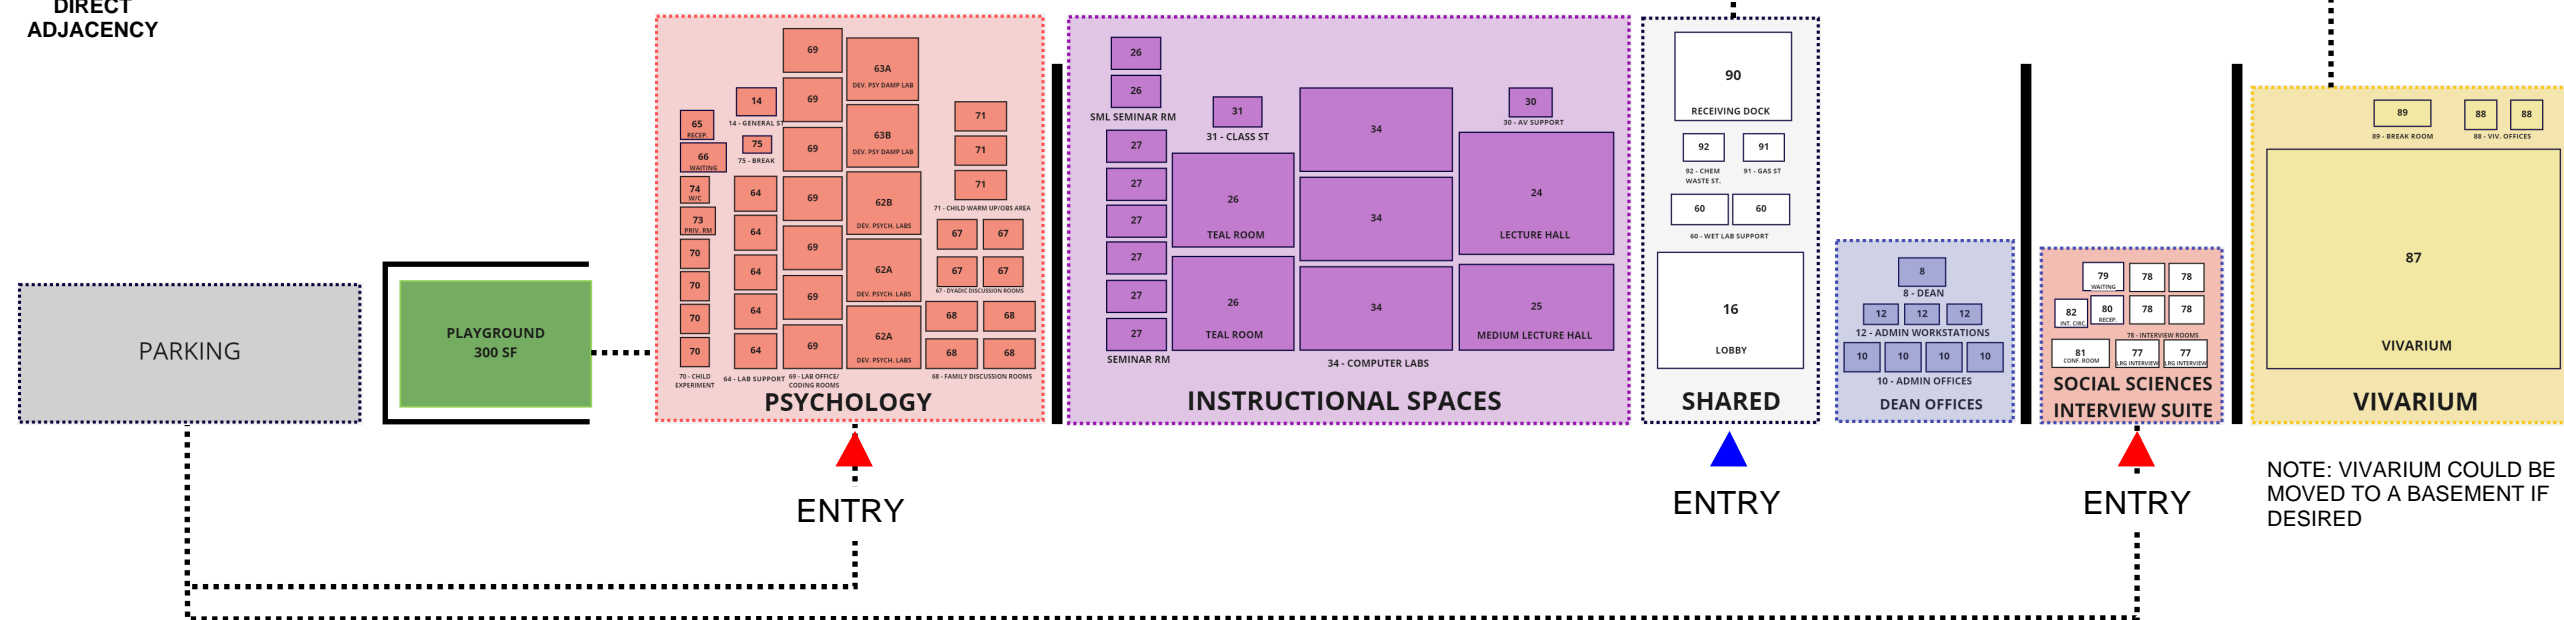 DIRECT
ADJACENCY
PARKING
PLAYGROUND
300 SF
65
RECEP.
66
WAITING
74
W/C
73
PRIV. RM
70
70
70
70
70 - CHILD
EXPERIMENT
14
14 - GENERAL ST
75
75 - BREAK
64
64
64
64
64
64 - LAB SUPPORT
69
69
69
69
69
69
69
69 - LAB OFFICE/
CODING ROOMS
63A
DEV. PSY DAMP LAB
63B
DEV. PSY DAMP LAB
62B
DEV. PSYCH. LABS
62A
DEV. PSYCH. LABS
62A
DEV. PSYCH. LABS
71
71
71
71 - CHILD WARM UP/OBS AREA
67 67
67 67
67 - DYADIC DISCUSSION ROOMS
68 68
68 68
68 - FAMILY DISCUSSION ROOMS
PSYCHOLOGY
ENTRY
26
26
SML SEMINAR RM
27
27
27
27
27
27
SEMINAR RM
31
31 - CLASS ST
26
TEAL ROOM
26
TEAL ROOM
34
34
34
34 - COMPUTER LABS
30
30 - AV SUPPORT
24
LECTURE HALL
25
MEDIUM LECTURE HALL
INSTRUCTIONAL SPACES
90
RECEIVING DOCK
92 91
92 - CHEM
WASTE ST.
91 - GAS ST
60 60
60 - WET LAB SUPPORT
16
LOBBY
SHARED
ENTRY
8
8 - DEAN
12 12 12
12 - ADMIN WORKSTATIONS
10 10 10 10
10 - ADMIN OFFICES
DEAN OFFICES
79
WAITING
78 78
82
INT. CIRC.
80
RECEP.
78 78
78 - INTERVIEW ROOMS
81
CONF. ROOM
77
LRG INTERVIEW
77
LRG INTERVIEW
SOCIAL SCIENCES
INTERVIEW SUITE
ENTRY
89
89 - BREAK ROOM
88 88
88 - VIV. OFFICES
87
VIVARIUM
VIVARIUM
NOTE: VIVARIUM COULD BE
MOVED TO A BASEMENT IF
DESIRED